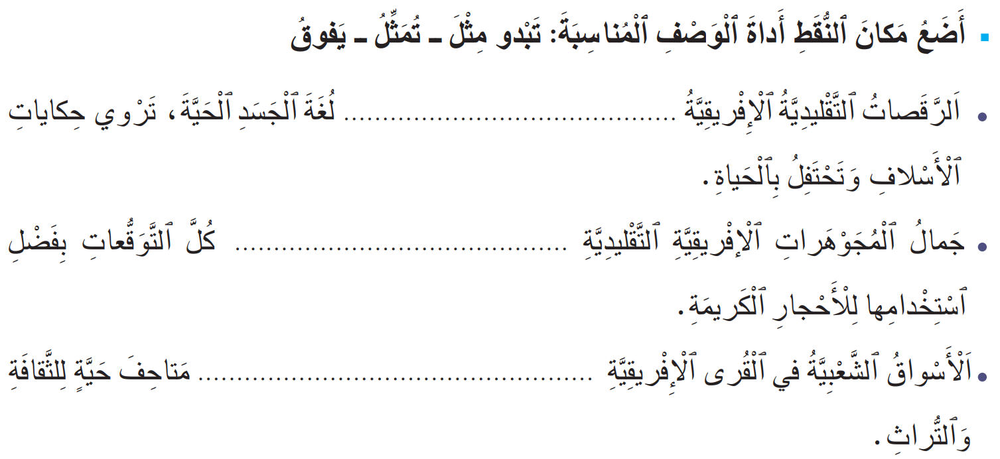 ▪ أَضَعُ مَكانَ ٱلنُّقَطِ أَداةَ ٱلْوَصْفِ ٱلْمُناسِبَةَ: تَبْدو مِثْلَ ـ تُمَثِّلُ ـ يَفوقُ
• اَلرَّقَصاتُ ٱلتَّقْليدِيَّةُ ٱلْإِفْريقِيَّةُ ........................................... لُغَةَ ٱلْجَسَدِ ٱلْحَيَّةَ، تَرْوي حِكاياتِ
ٱلْأَسْلافِ وَتَحْتَفِلُ بِٱلْحَياةِ.
• جَمالُ ٱلْمُجَوْهَراتِ ٱلْإفْريقِيَّةِ ٱلتَّقْليدِيَّةِ ........................................... كُلَّ ٱلتَّوَقُّعاتِ بِفَضْلِ
ٱسْتِخْدامِها لِلْأَحْجارِ ٱلْكَريمَةِ.
• اَلْأَسْواقُ ٱلشَّعْبِيَّةُ في ٱلْقُرى ٱلْإِفْريقِيَّةِ ................................................... مَتاحِفَ حَيَّةٍ لِلثَّقافَةِ
وَٱلتُّراثِ.